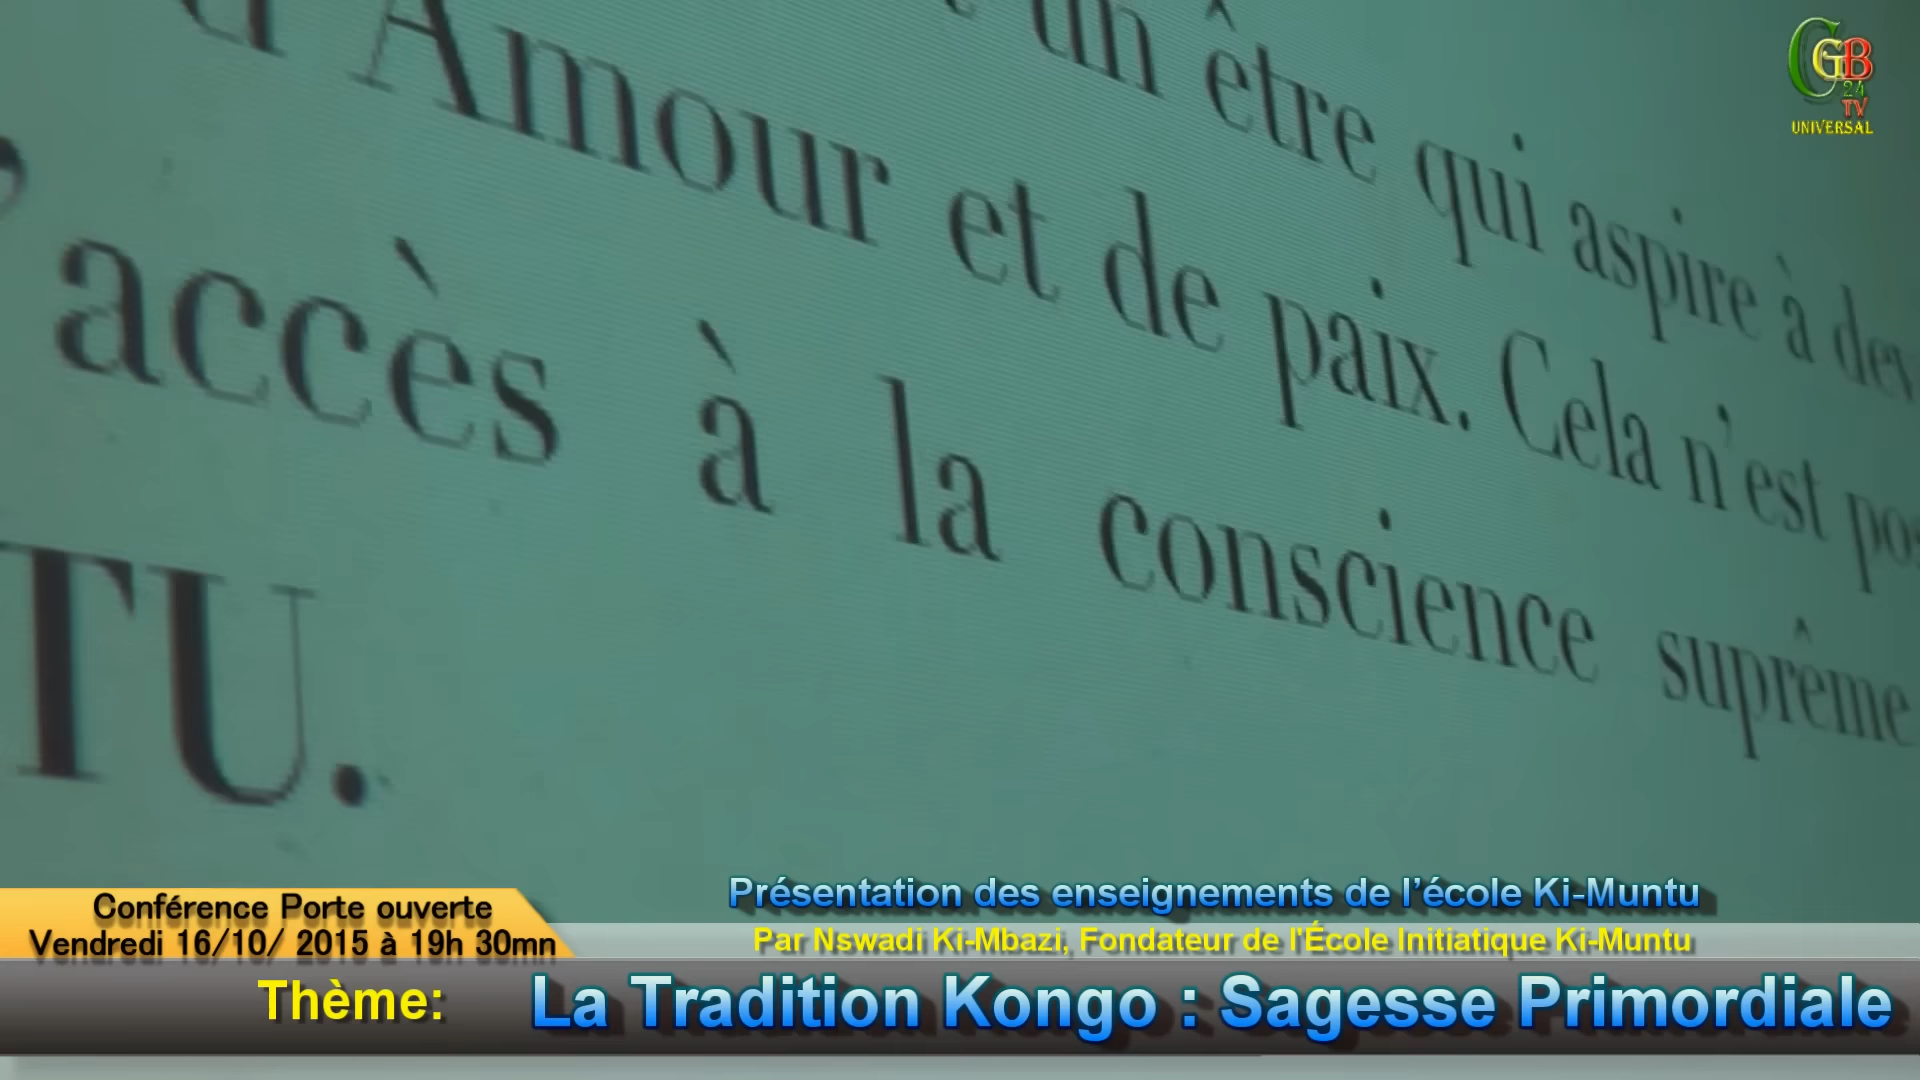 un être qui aspire à
d'Amour et de paix. Cela n'est
accès à la conscience suprême
TU.
CGB
24
TV
UNIVERSAL
Conférence Porte ouverte
Vendredi 16/10/ 2015 à 19h 30mn
Présentation des enseignements de l'école Ki-Muntu
Par Nswadi Ki-Mbazi, Fondateur de l'École Initiatique Ki-Muntu
Thème: La Tradition Kongo : Sagesse Primordiale